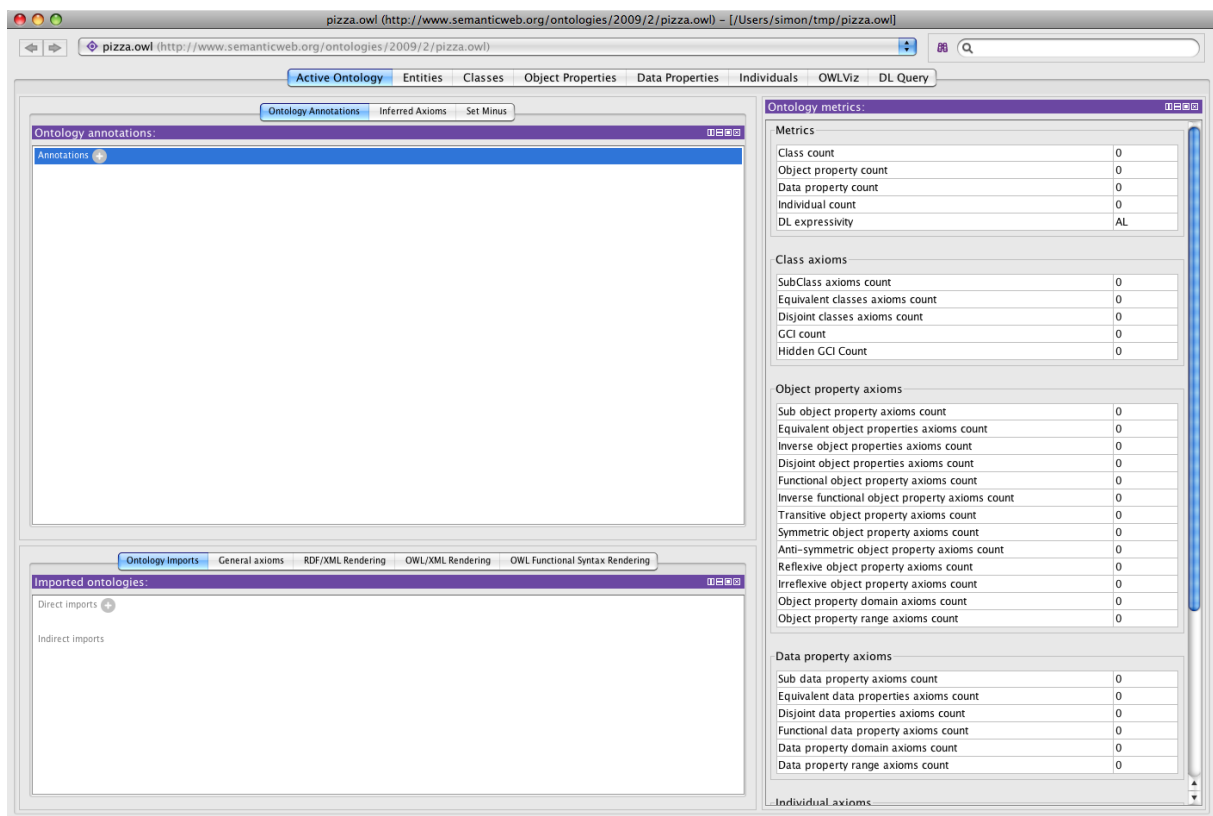 pizza.owl (http://www.semanticweb.org/ontologies/2009/2/pizza.owl) – [/Users/simon/tmp/pizza.owl]
pizza.owl (http://www.semanticweb.org/ontologies/2009/2/pizza.owl)
Active Ontology Entities Classes Object Properties Data Properties Individuals OWLViz DL Query
Ontology Annotations Inferred Axioms Set Minus
Ontology annotations:
Annotations
Ontology Imports General axioms RDF/XML Rendering OWL/XML Rendering OWL Functional Syntax Rendering
Imported ontologies:
Direct imports
Indirect imports
Ontology metrics:
Metrics
Class count 0
Object property count 0
Data property count 0
Individual count 0
DL expressivity AL
Class axioms
SubClass axioms count 0
Equivalent classes axioms count 0
Disjoint classes axioms count 0
GCI count 0
Hidden GCI Count 0
Object property axioms
Sub object property axioms count 0
Equivalent object properties axioms count 0
Inverse object properties axioms count 0
Disjoint object properties axioms count 0
Functional object property axioms count 0
Inverse functional object property axioms count 0
Transitive object property axioms count 0
Symmetric object property axioms count 0
Anti-symmetric object property axioms count 0
Reflexive object property axioms count 0
Irreflexive object property axioms count 0
Object property domain axioms count 0
Object property range axioms count 0
Data property axioms
Sub data property axioms count 0
Equivalent data properties axioms count 0
Disjoint data properties axioms count 0
Functional data property axioms count 0
Data property domain axioms count 0
Data property range axioms count 0
Individual axioms